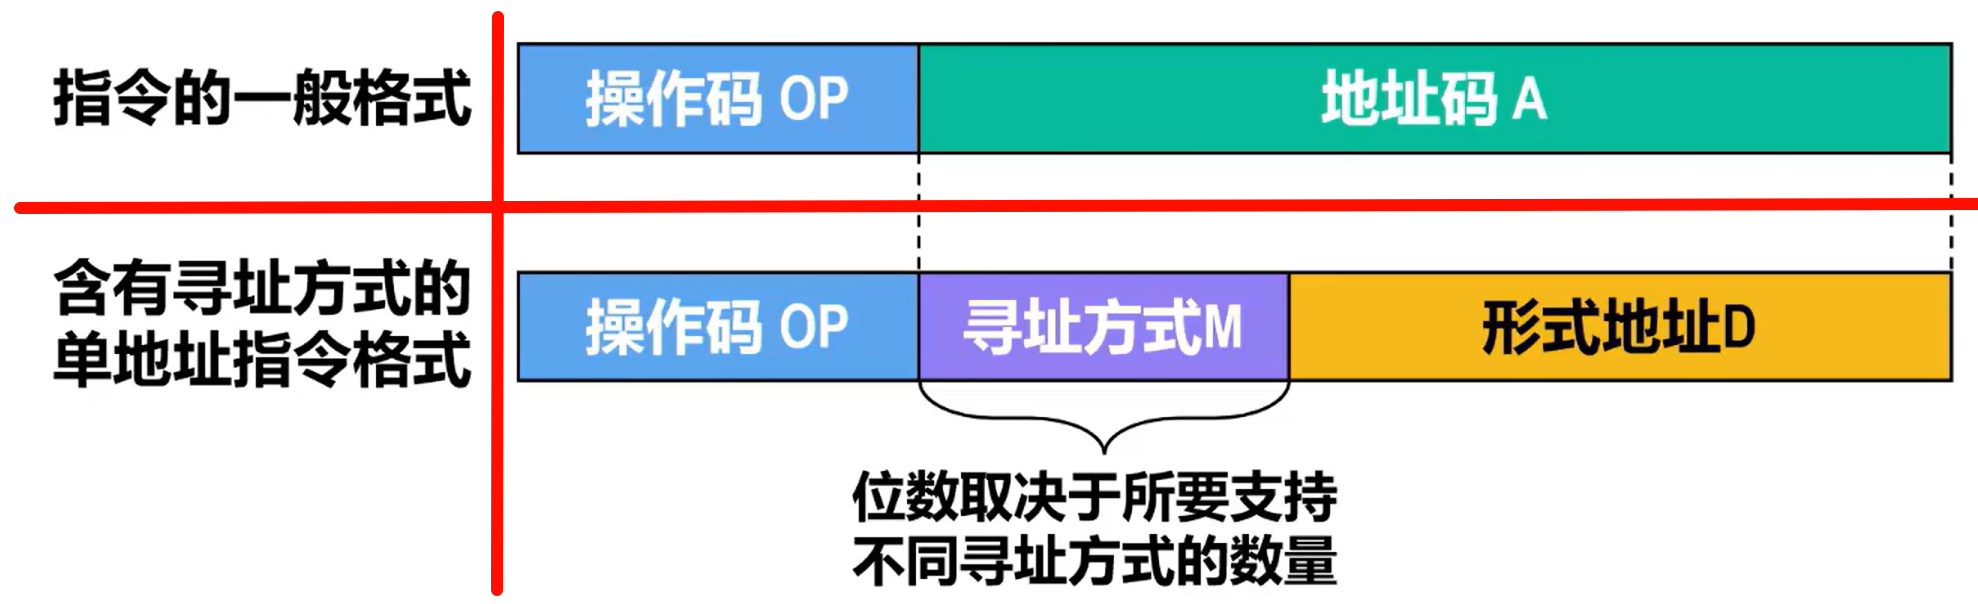 指令的一般格式
操作码 OP
地址码 A
含有寻址方式的
单地址指令格式
操作码 OP
寻址方式M
形式地址D
位数取决于所要支持
不同寻址方式的数量